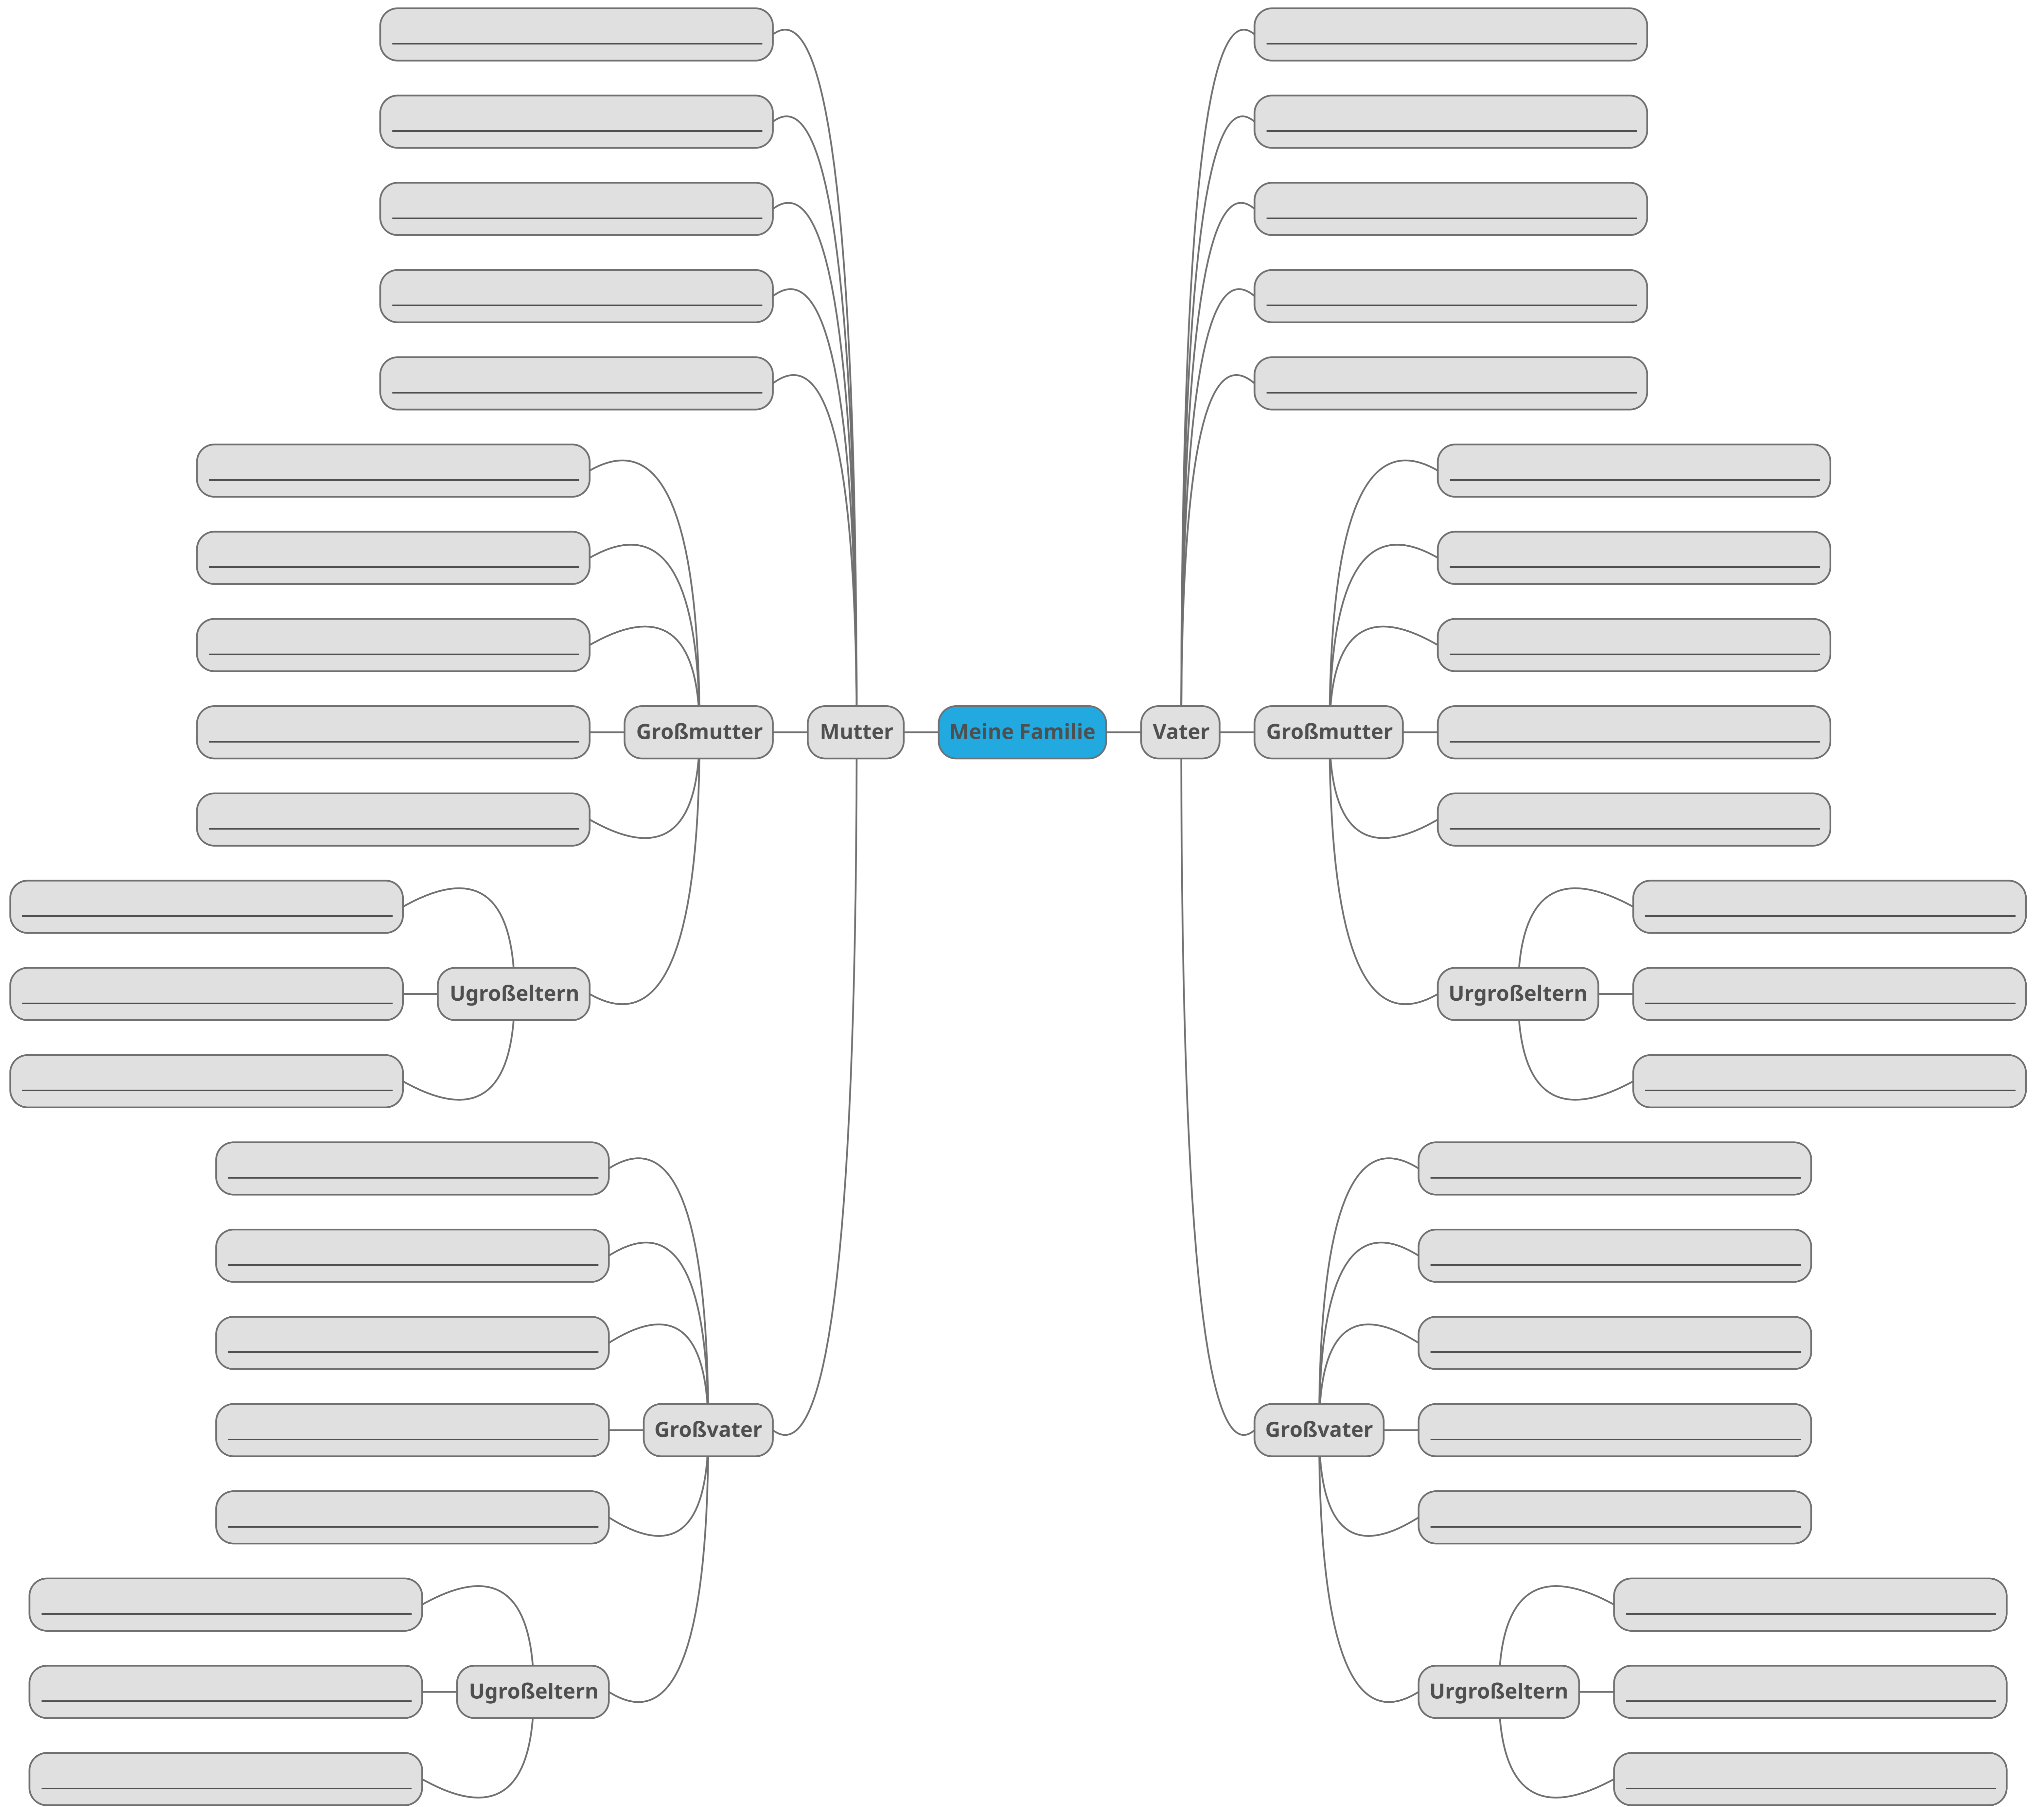 Großmutter
Mutter
Meine Familie
Vater
Großmutter
Ugroßeltern
Urgroßeltern
Großvater
Großvater
Ugroßeltern
Urgroßeltern